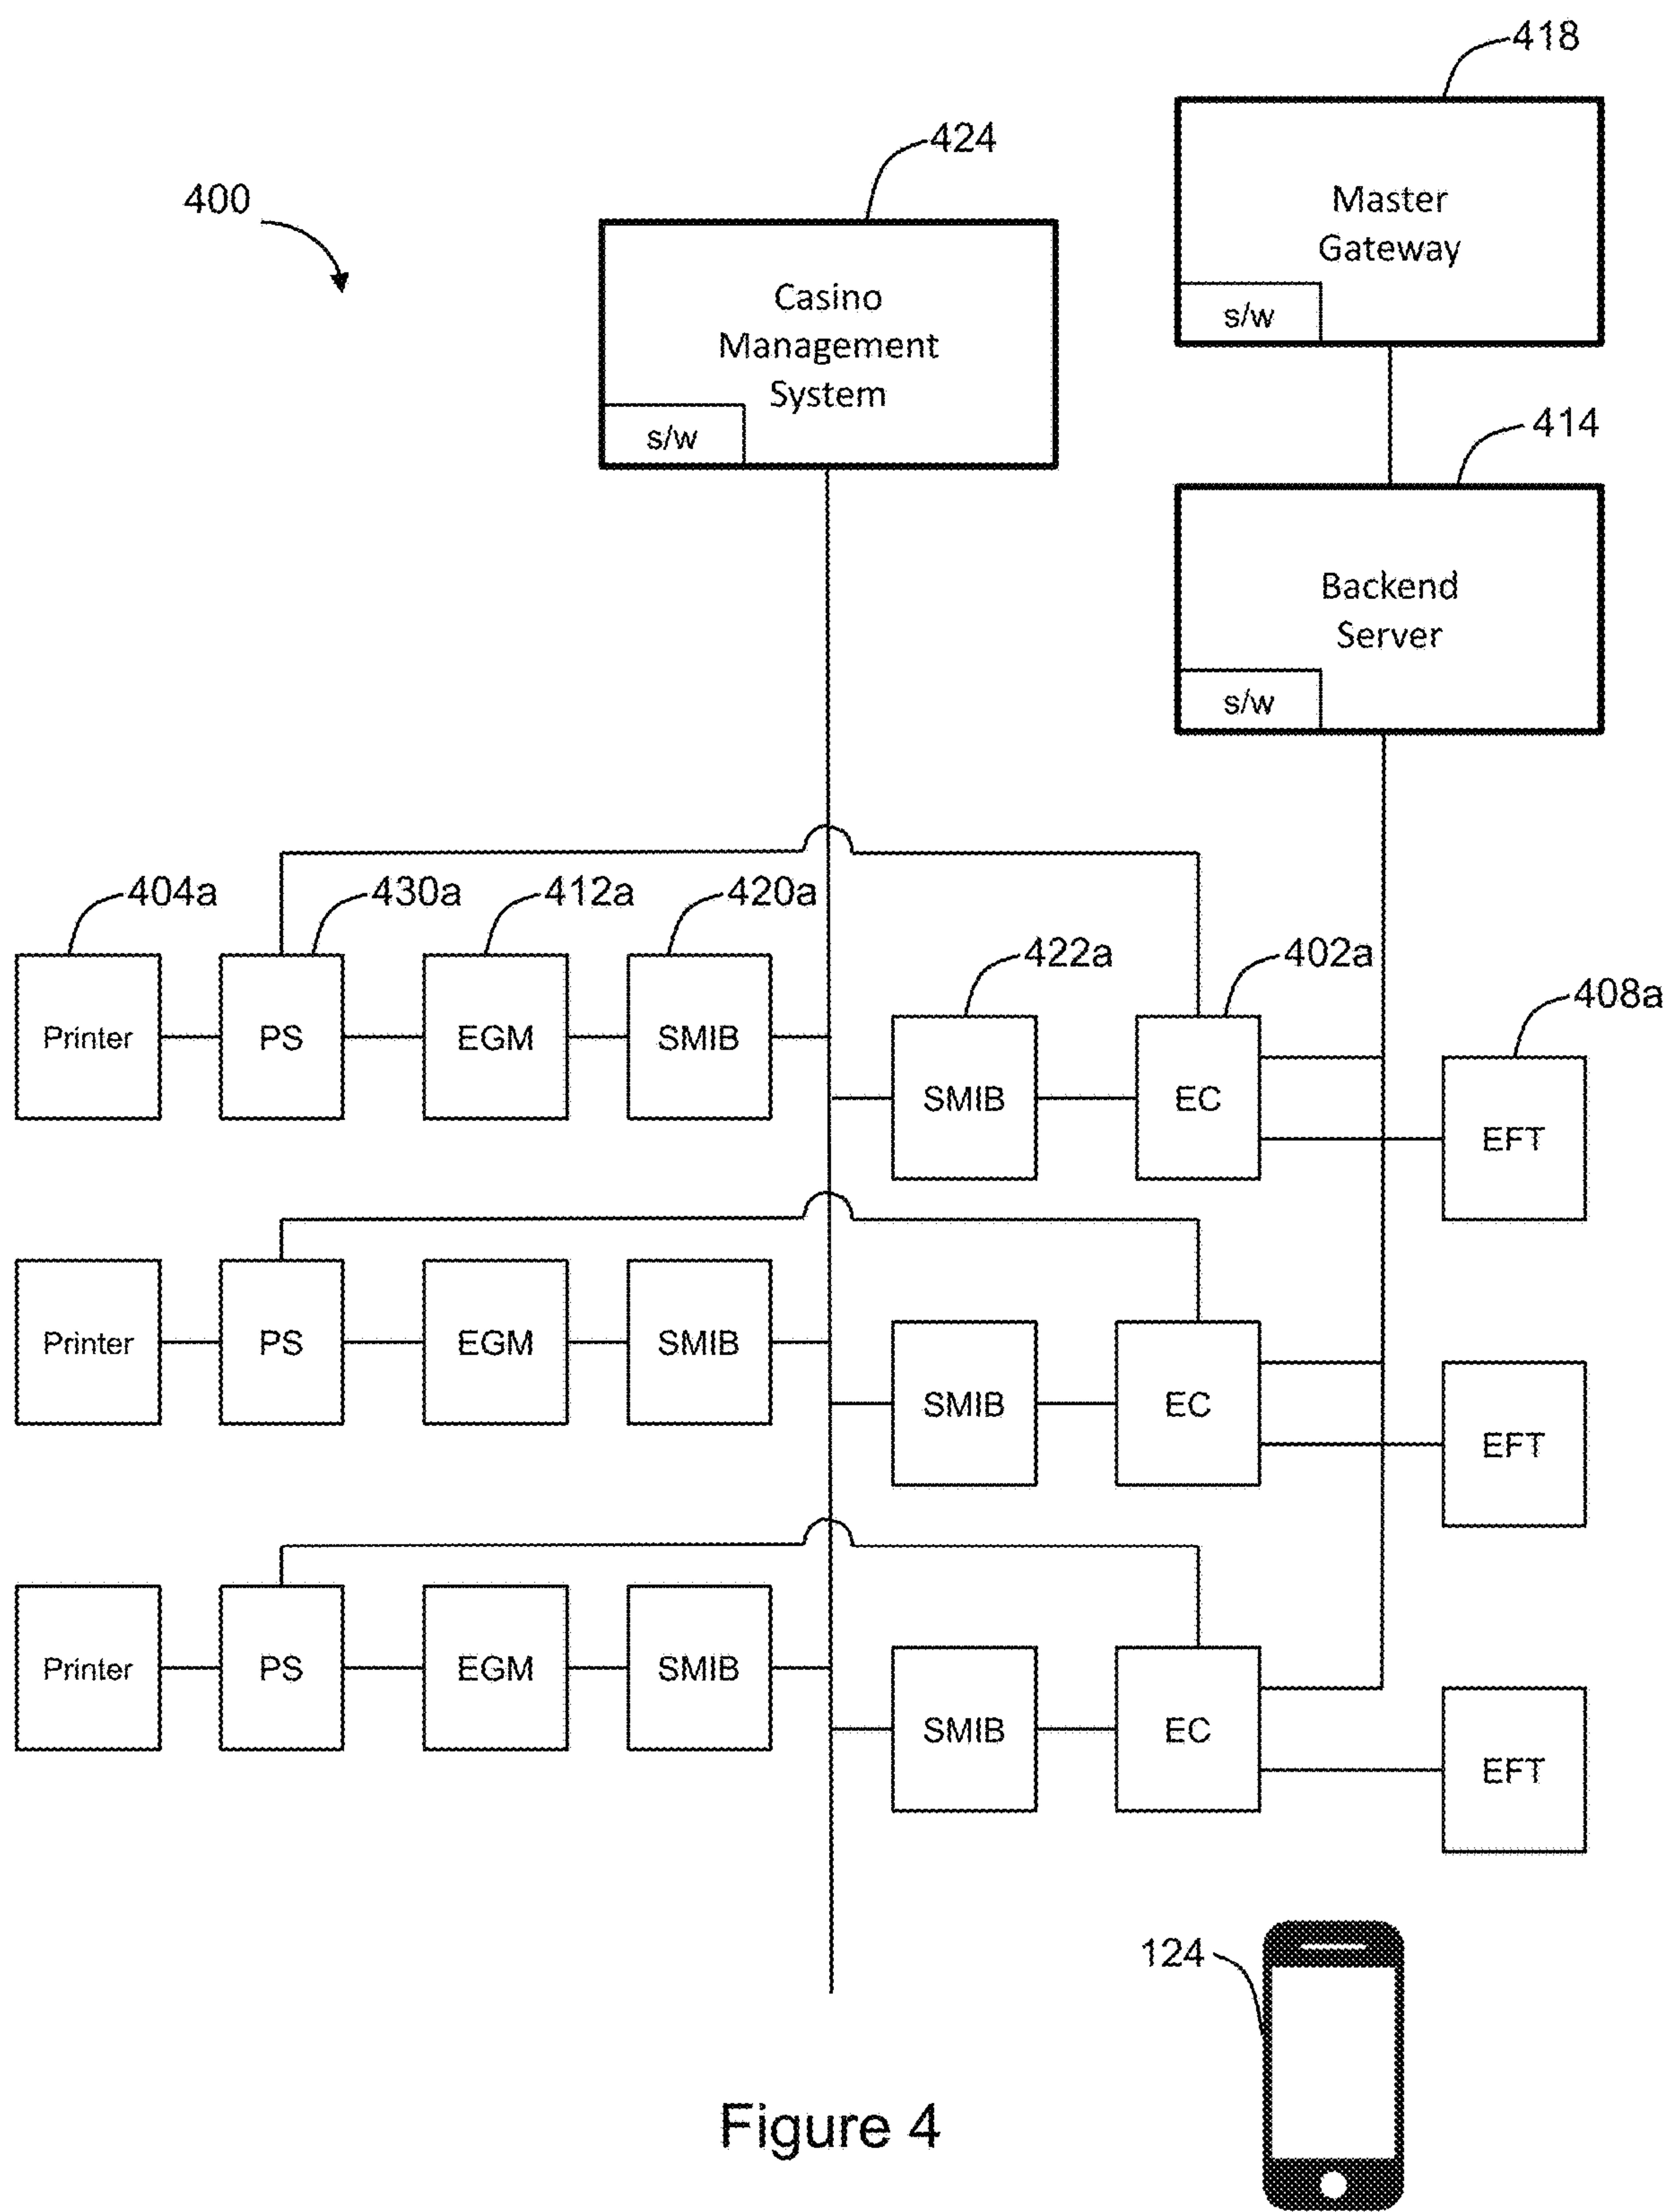 418
424
400
Master
Gateway
s/w
Casino
Management
System
s/w
414
Backend
Server
s/w
404a
430a
412a
420a
422a
402a
408a
Printer
PS
EGM
SMIB
SMIB
EC
EFT
Printer
PS
EGM
SMIB
SMIB
EC
EFT
Printer
PS
EGM
SMIB
SMIB
EC
EFT
124
Figure 4